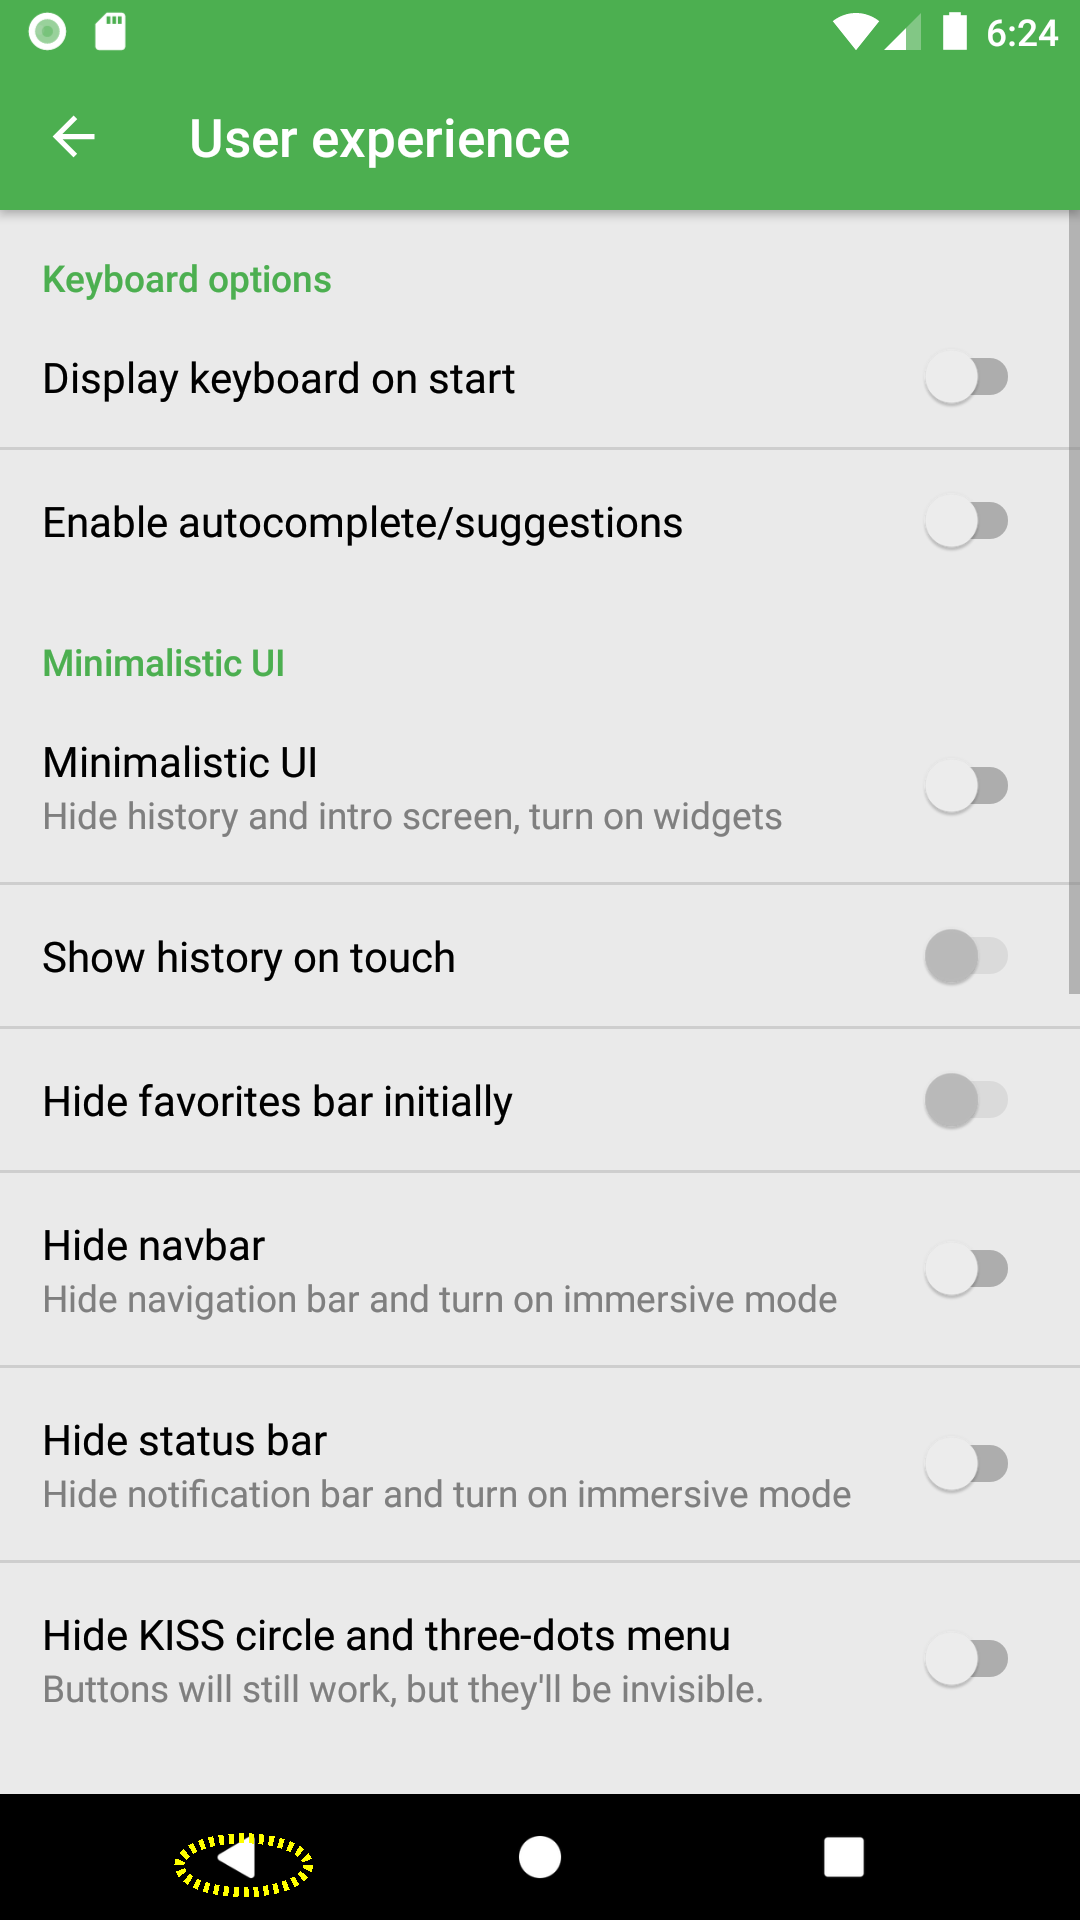 6:24
User experience
Keyboard options
Display keyboard on start
Enable autocomplete/suggestions
Minimalistic UI
Minimalistic UI
Hide history and intro screen, turn on widgets
Show history on touch
Hide favorites bar initially
Hide navbar
Hide navigation bar and turn on immersive mode
Hide status bar
Hide notification bar and turn on immersive mode
Hide KISS circle and three-dots menu
Buttons will still work, but they'll be invisible.